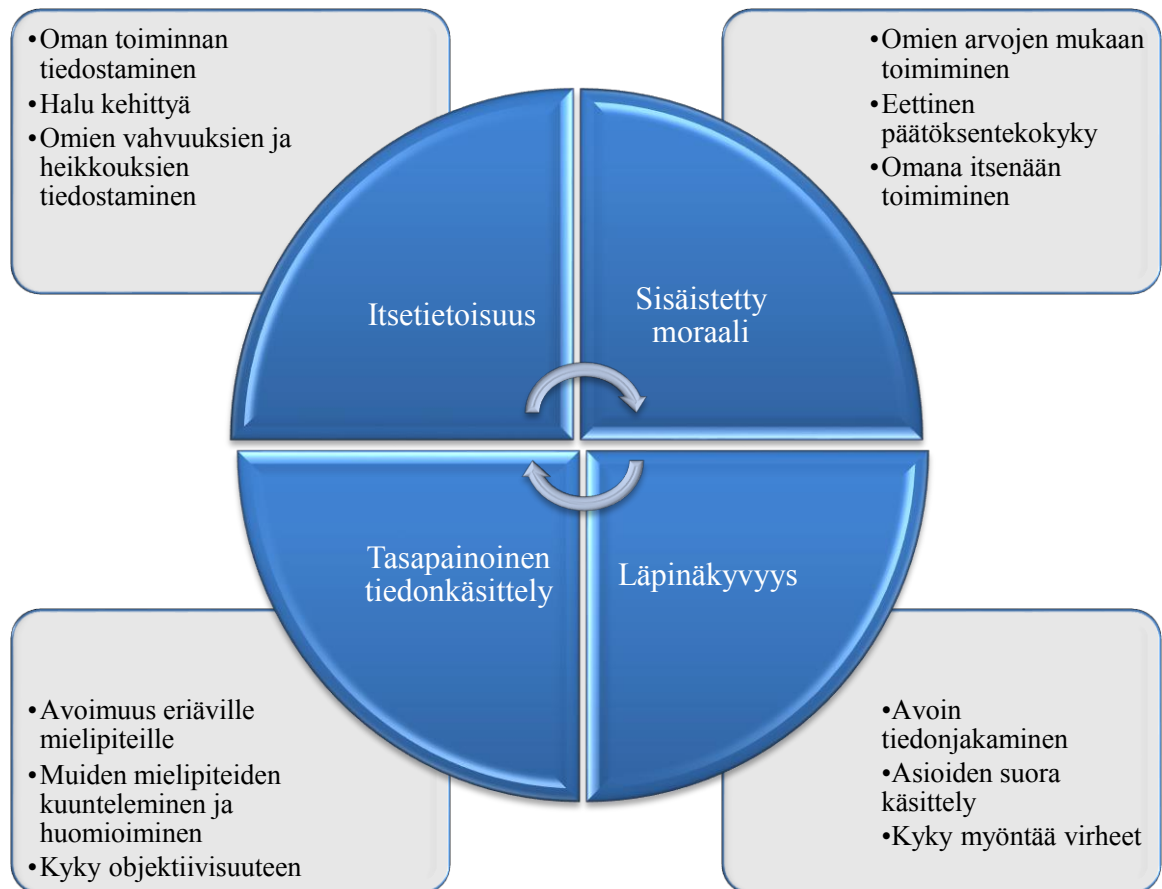 •Oman toiminnan
tiedostaminen
•Halu kehittyä
•Omien vahvuuksien ja
heikkouksien
tiedostaminen
•Omien arvojen mukaan
toimiminen
•Eettinen
päätöksentekokyky
•Omana itsenään
toimiminen
Itsetietoisuus
Sisäistetty
moraali
Tasapainoinen
tiedonkäsittely
Läpinäkyvyys
•Avoimuus eriäville
mielipiteille
•Muiden mielipiteiden
kuunteleminen ja
huomioiminen
•Kyky objektiivisuuteen
•Avoin
tiedonjakaminen
•Asioiden suora
käsittely
•Kyky myöntää virheet